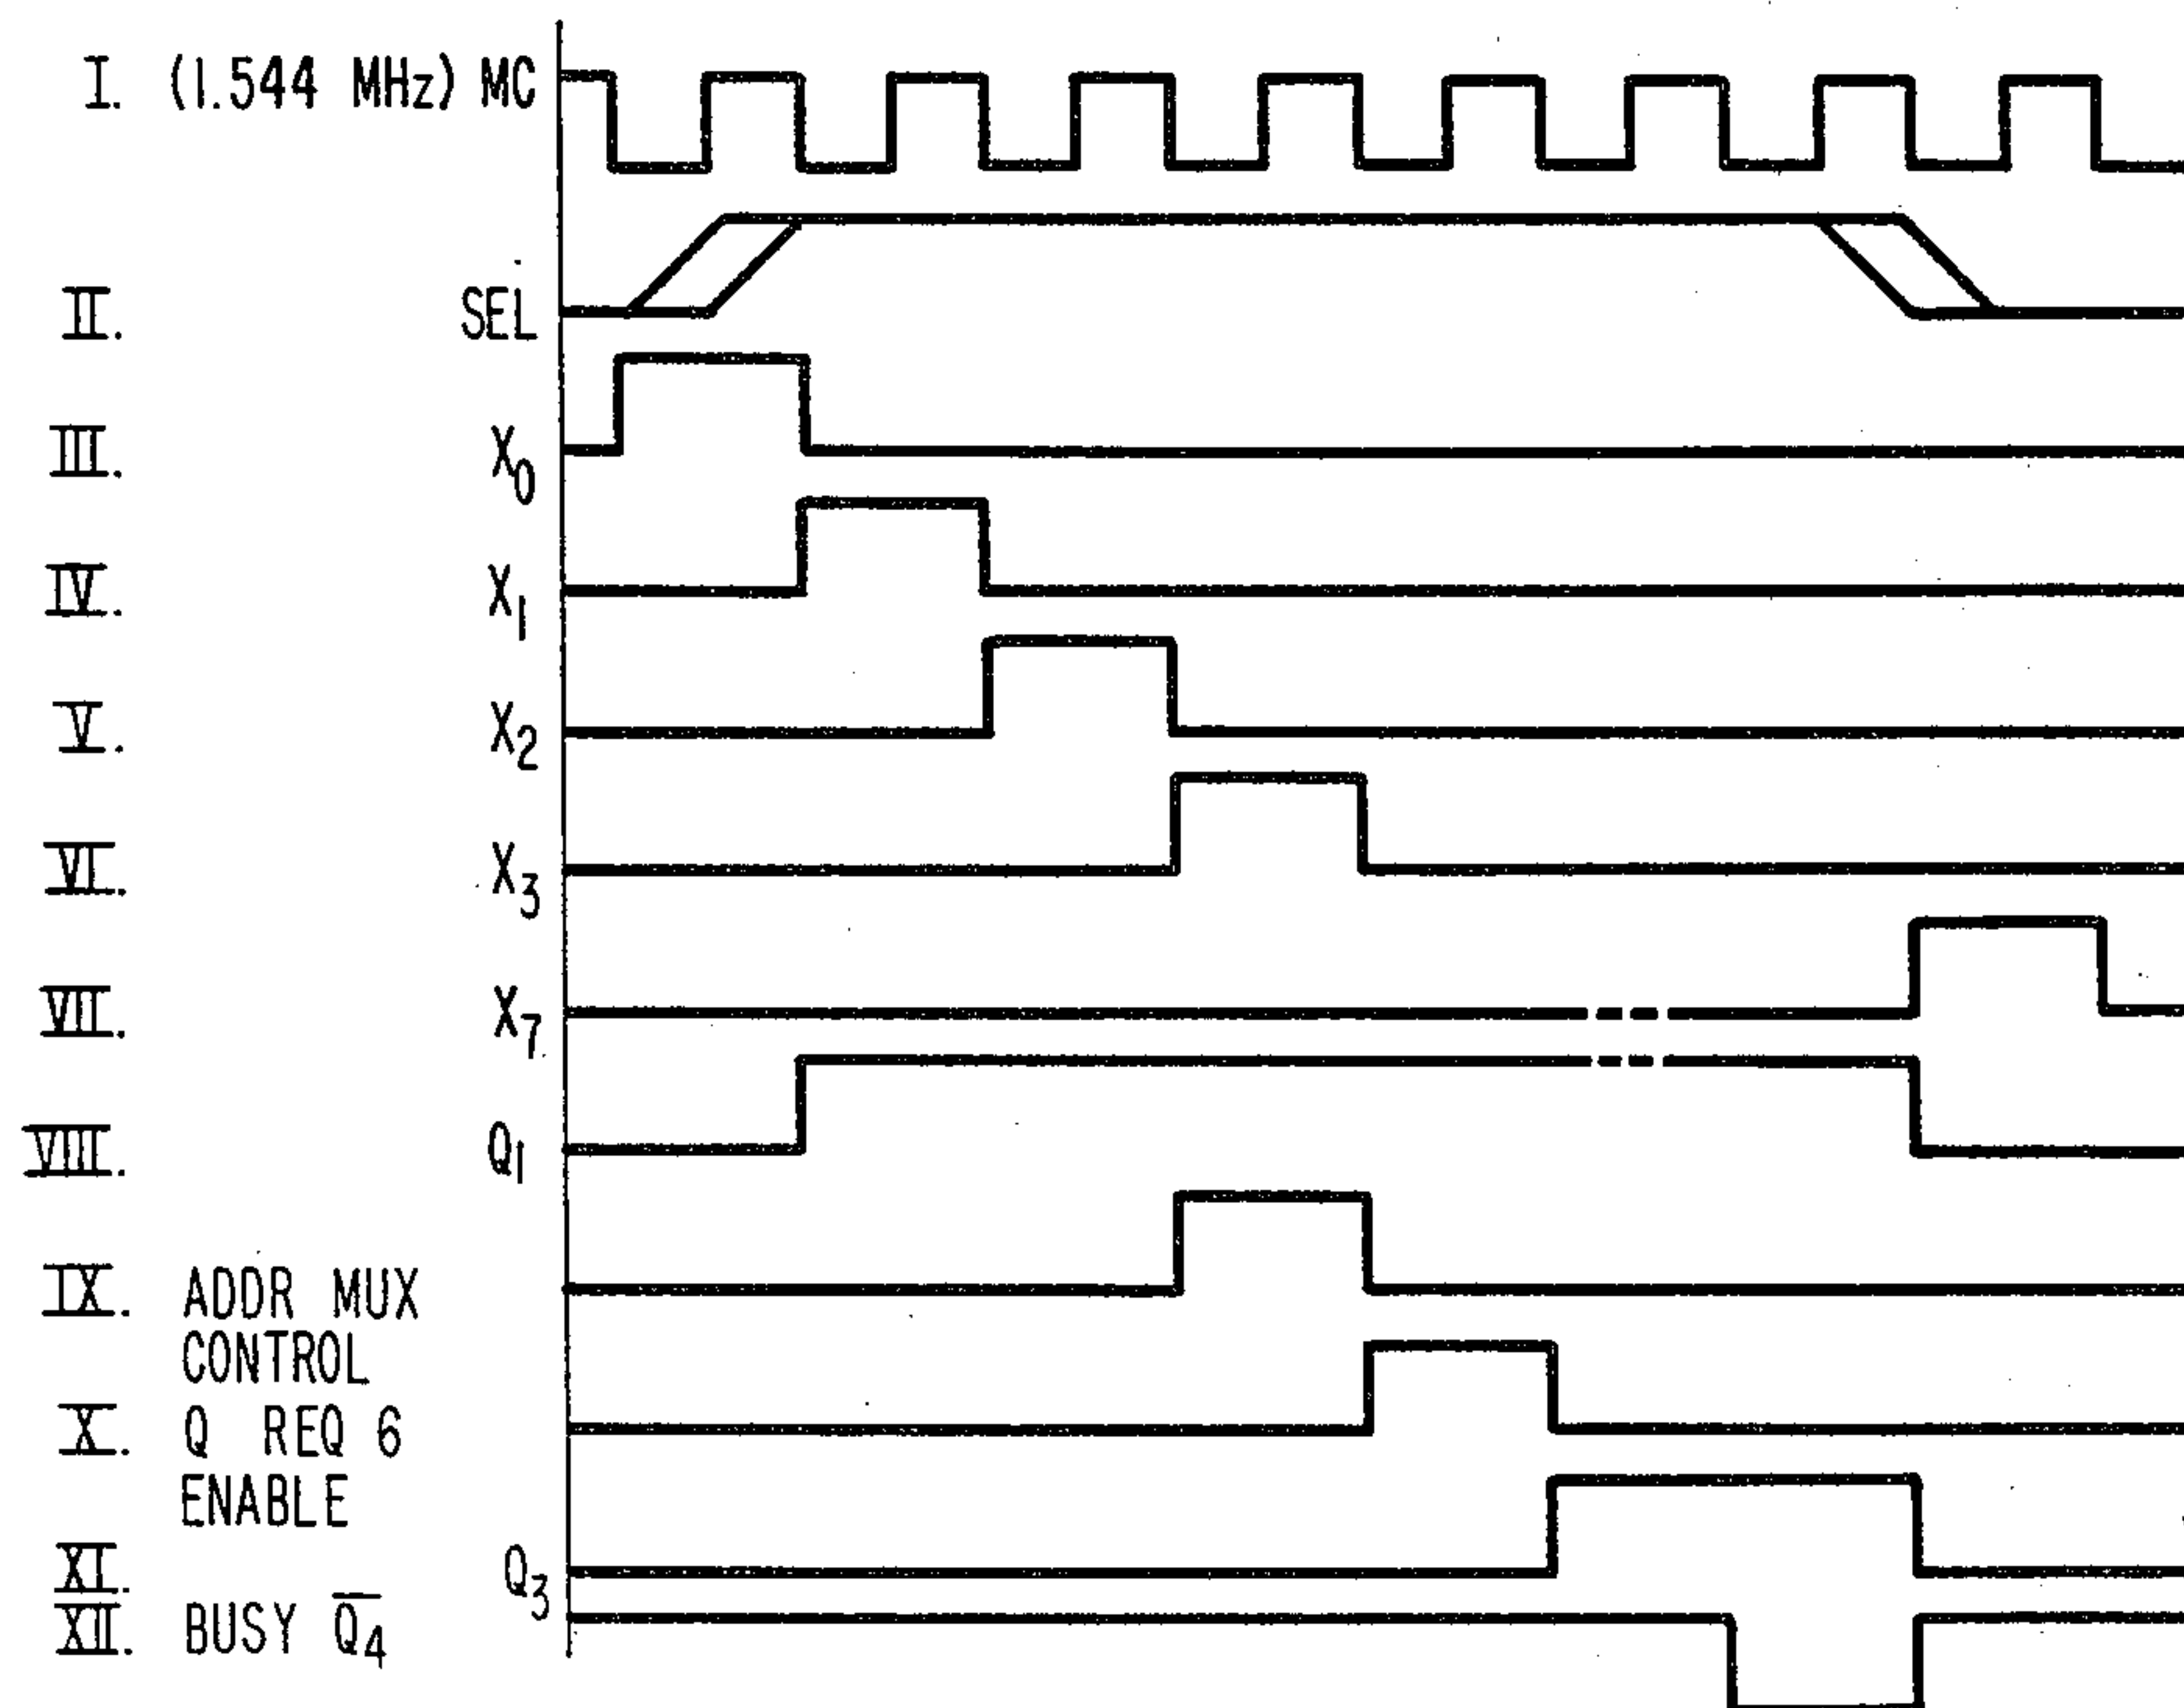 I. (1.544 MHz) MC
II. SEL
III. X0
IV. X1
V. X2
VI. X3
VII. X7
VIII. Q1
IX. ADDR MUX
CONTROL
X. Q REQ 6
ENABLE
XI. Q3
XII. BUSY Q̅4